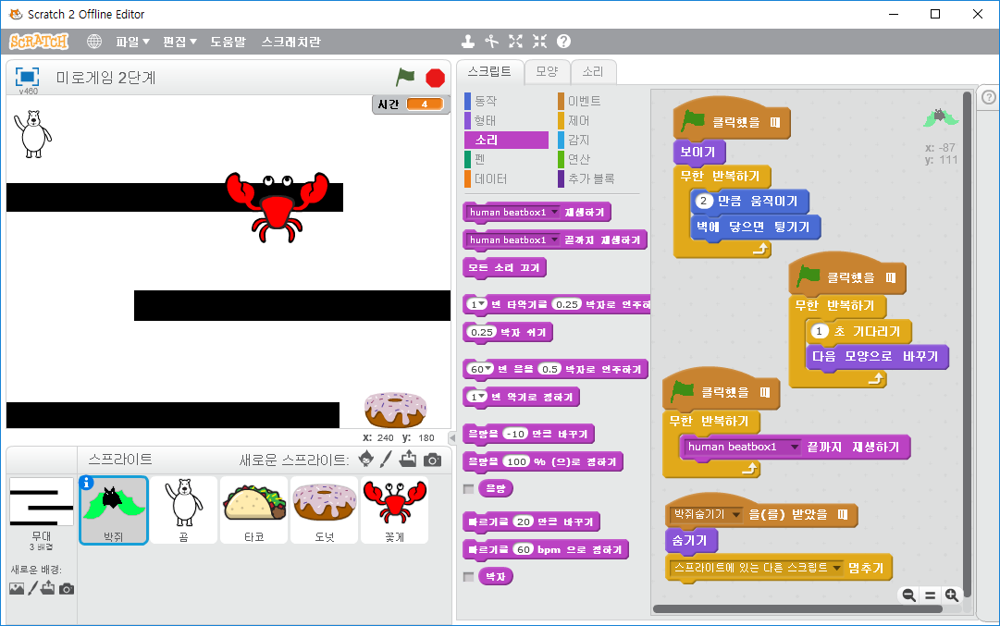 Scratch 2 Offline Editor
SCRATCH 파일 편집 도움말 스크래치란
v460 미로게임 2단계
시간 4
x: 240 y: 180
스프라이트 새로운 스프라이트:
무대
3 배경
새로운 배경:
박쥐 곰 타코 도넛 꽃게
스크립트 모양 소리
동작 이벤트
형태 제어
소리 감지
펜 연산
데이터 추가 블록
human beatbox1 재생하기
human beatbox1 끝까지 재생하기
모든 소리 끄기
1 번 타악기를 0.25 박자로 연주하
0.25 박자 쉬기
60 번 음을 0.5 박자로 연주하기
1 번 악기로 정하기
음량을 -10 만큼 바꾸기
음량을 100 % (으)로 정하기
음량
빠르기를 20 만큼 바꾸기
빠르기를 60 bpm 으로 정하기
박자
클릭했을 때
보이기
무한 반복하기
2 만큼 움직이기
벽에 닿으면 튕기기
x: -87
y: 111
클릭했을 때
무한 반복하기
1 초 기다리기
다음 모양으로 바꾸기
클릭했을 때
무한 반복하기
human beatbox1 끝까지 재생하기
박쥐숨기기 을(를) 받았을 때
숨기기
스프라이트에 있는 다른 스크립트 멈추기